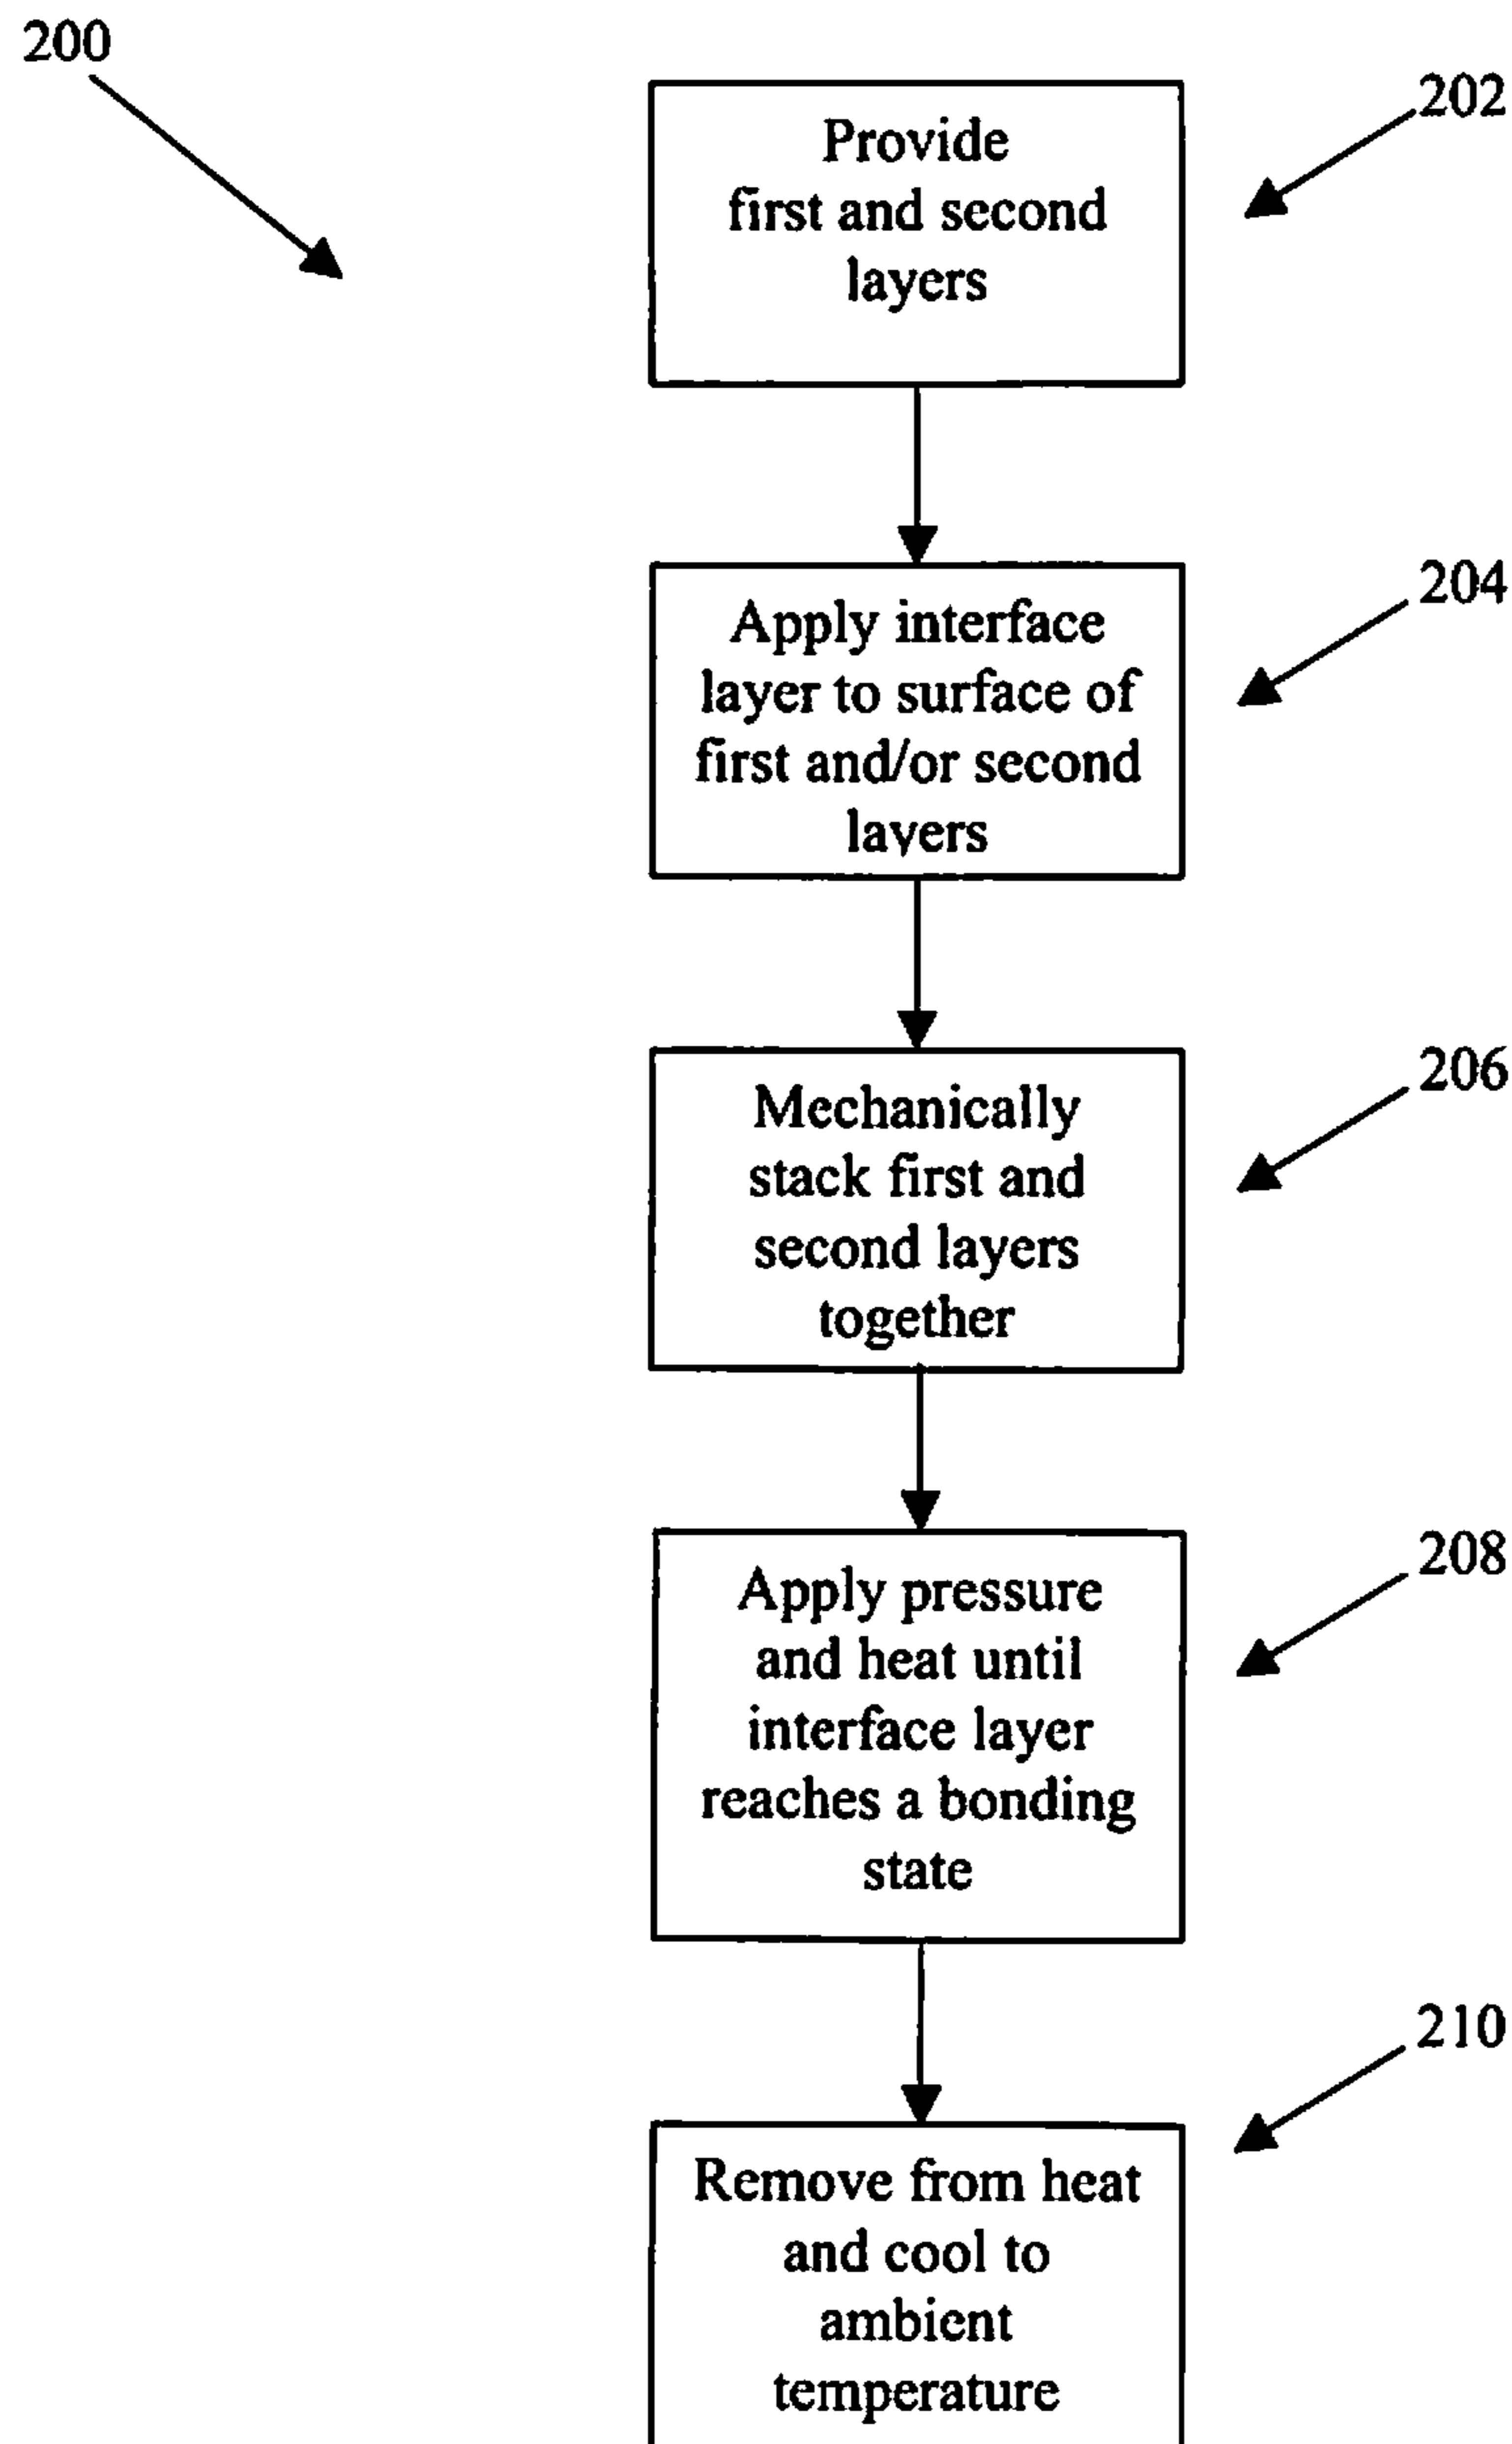 200
202
Provide
first and second
layers
204
Apply interface
layer to surface of
first and/or second
layers
206
Mechanically
stack first and
second layers
together
208
Apply pressure
and heat until
interface layer
reaches a bonding
state
210
Remove from heat
and cool to
ambient
temperature